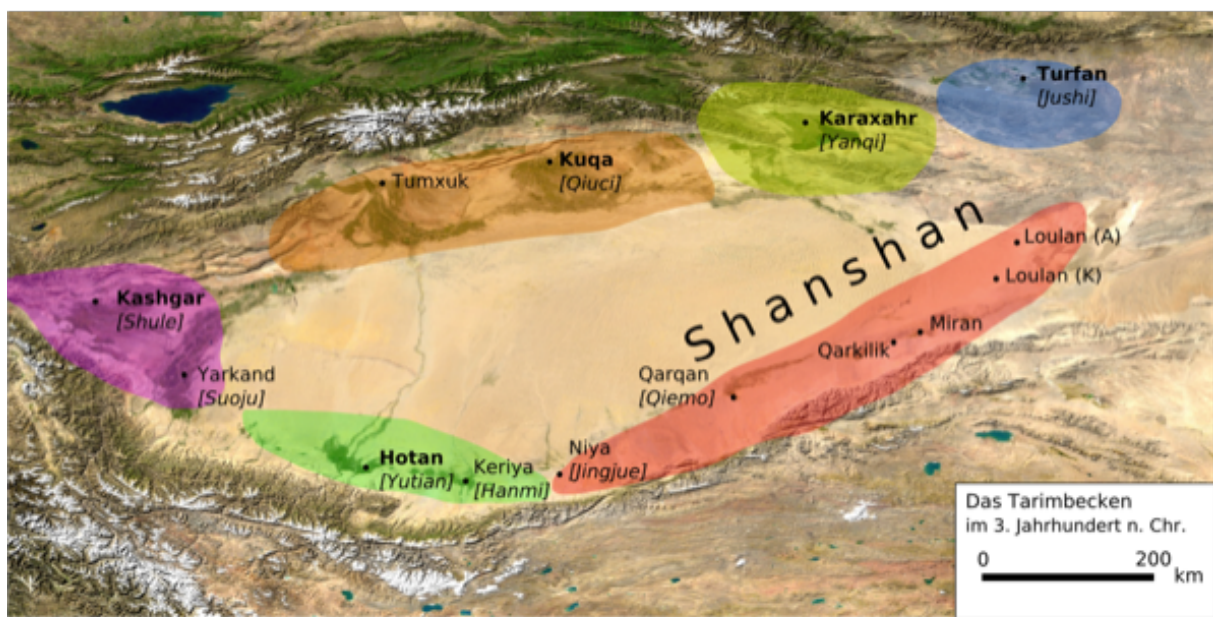 Turfan
[Jushi]
Karaxahr
[Yanqi]
Kuqa
[Qiuci]
Tumxuk
Shanshan
Loulan (A)
Loulan (K)
Kashgar
[Shule]
Miran
Qarkilik
Yarkand
[Suoju]
Qarqan
[Qiemo]
Hotan
[Yutian]
Keriya
[Hanmi]
Niya
[Jingjue]
Das Tarimbecken
im 3. Jahrhundert n. Chr.
0 200 km